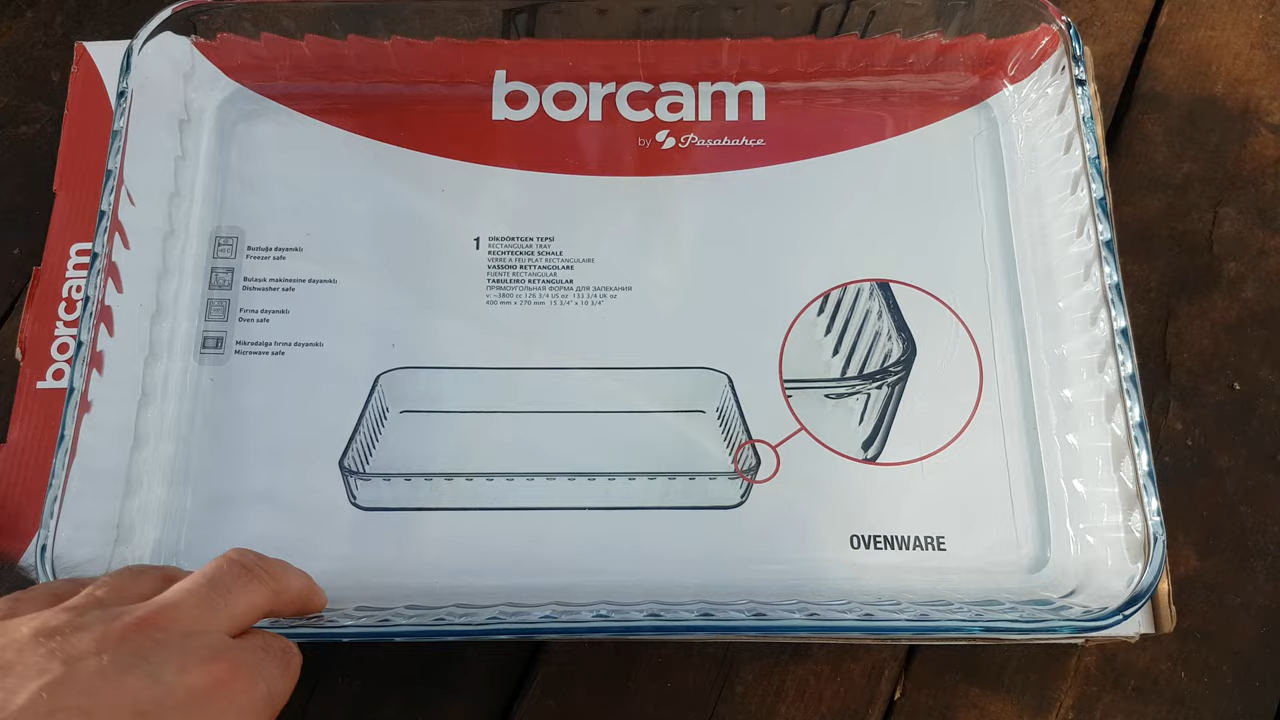 borcam
by Paşabahçe
borcam
Buzluğa dayanıklı
Freezer safe
Bulaşık makinesine dayanıklı
Dishwasher safe
Fırına dayanıklı
Oven safe
Mikrodalga fırına dayanıklı
Microwave safe
1 DİKDÖRTGEN TEPSİ
RECTANGULAR TRAY
RECHTECKIGE SCHALE
VERRE A FEU PLAT RECTANGULAIRE
VASSOIO RETTANGOLARE
FUENTE RECTANGULAR
TABULEIRO RETANGULAR
ПРЯМОУГОЛЬНАЯ ФОРМА ДЛЯ ЗАПЕКАНИЯ
v: ~3800 cc 126 3/4 US oz 133 3/4 UK oz
400 mm x 270 mm 15 3/4" x 10 3/4"
OVENWARE